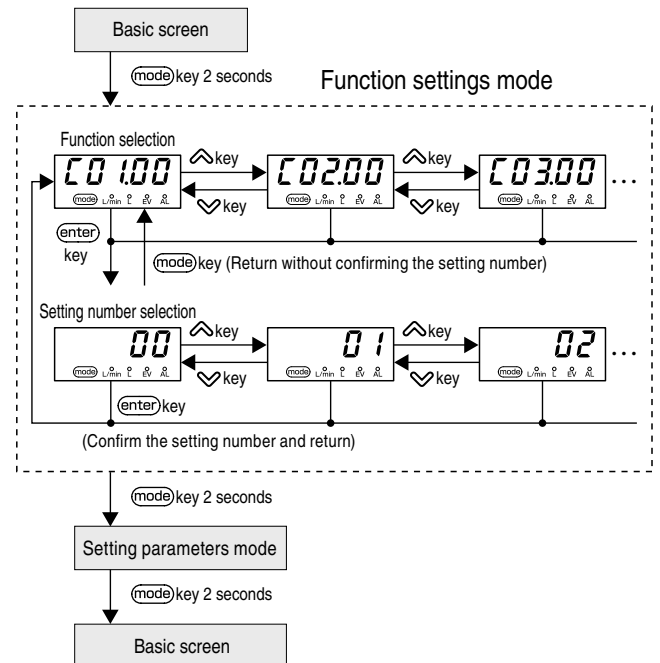 Basic screen
mode key 2 seconds
Function settings mode
Function selection
C01.00 key C02.00 key C03.00 ...
mode L/min L EV AL key mode L/min L EV AL key mode L/min L EV AL
enter
key
mode key (Return without confirming the setting number)
Setting number selection
00 key 01 key 02 ...
mode L/min L EV AL key mode L/min L EV AL key mode L/min L EV AL
enter key
(Confirm the setting number and return)
mode key 2 seconds
Setting parameters mode
mode key 2 seconds
Basic screen